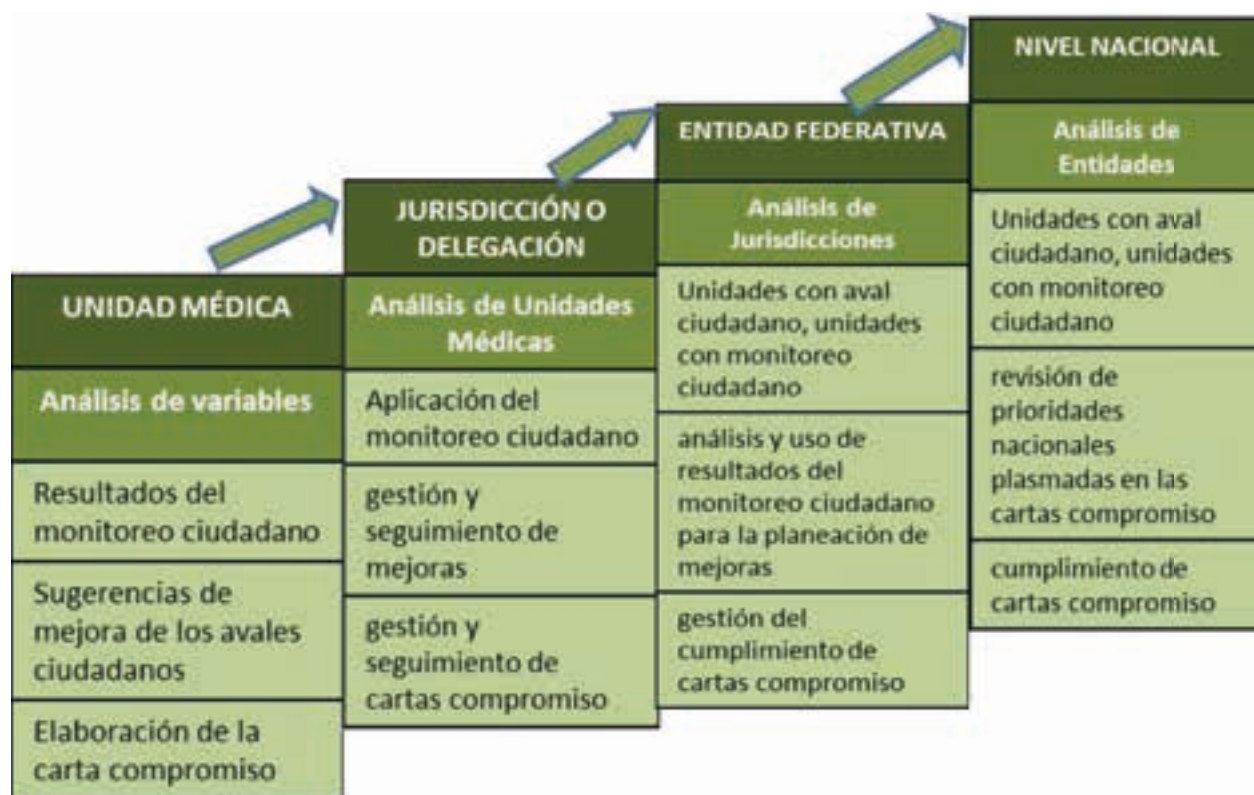 UNIDAD MÉDICA
Análisis de variables
Resultados del
monitoreo ciudadano
Sugerencias de
mejora de los avales
ciudadanos
Elaboración de la
carta compromiso
JURISDICCIÓN O
DELEGACIÓN
Análisis de Unidades
Médicas
Aplicación del
monitoreo ciudadano
gestión y
seguimiento de
mejoras
gestión y
seguimiento de
cartas compromiso
ENTIDAD FEDERATIVA
Análisis de
Jurisdicciones
Unidades con aval
ciudadano, unidades
con monitoreo
ciudadano
análisis y uso de
resultados del
monitoreo ciudadano
para la planeación de
mejoras
gestión del
cumplimiento de
cartas compromiso
NIVEL NACIONAL
Análisis de
Entidades
Unidades con aval
ciudadano, unidades
con monitoreo
ciudadano
revisión de
prioridades
nacionales
plasmadas en las
cartas compromiso
cumplimiento de
cartas compromiso